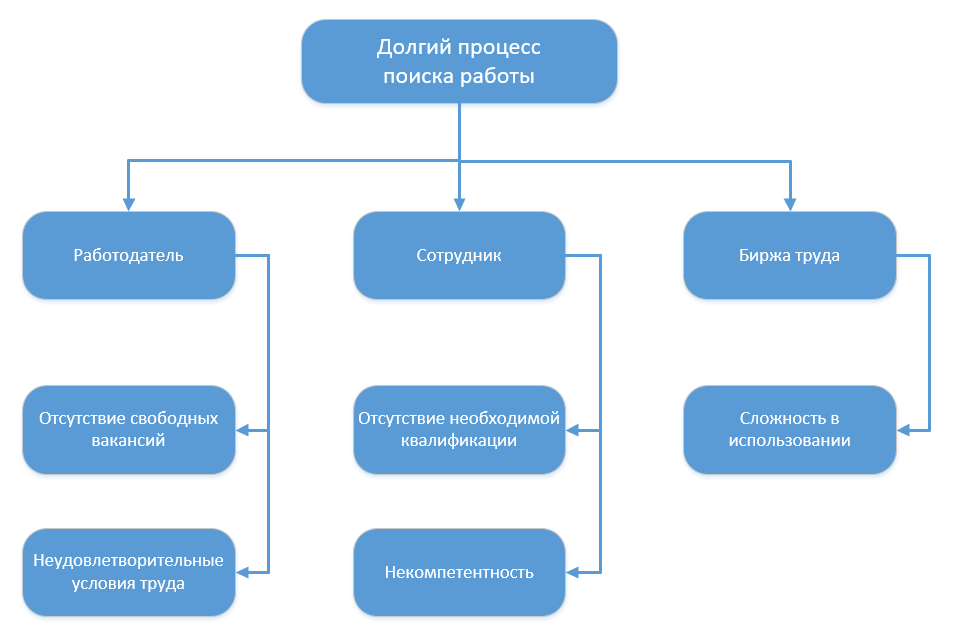 Долгий процесс
поиска работы
Работодатель
Сотрудник
Биржа труда
Отсутствие свободных
вакансий
Отсутствие необходимой
квалификации
Сложность в
использовании
Неудовлетворительные
условия труда
Некомпетентность